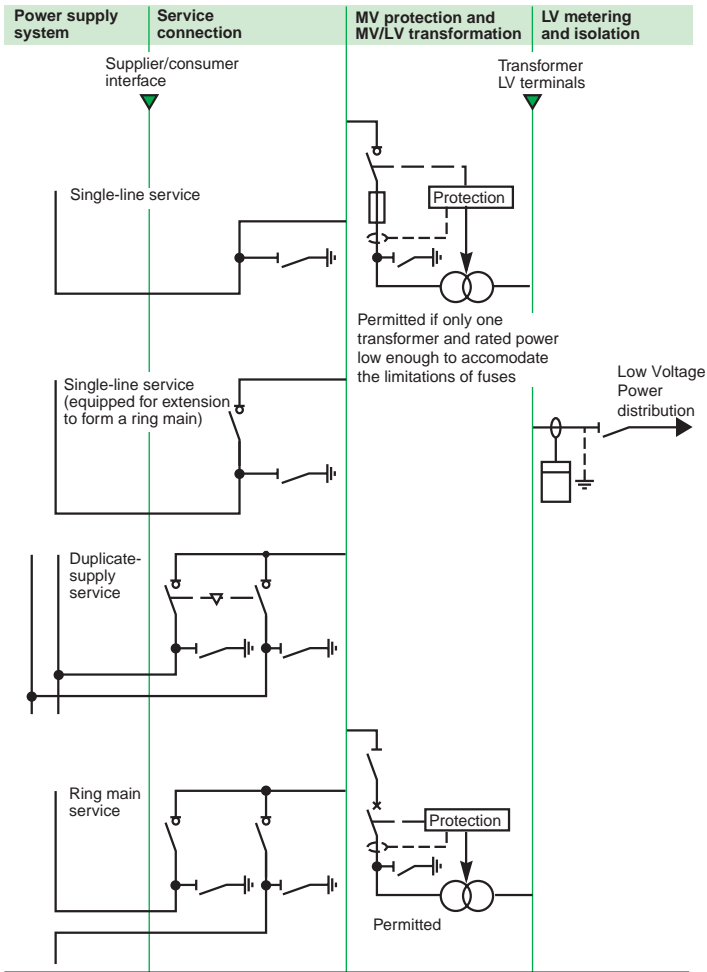 Power supply
system
Service
connection
MV protection and
MV/LV transformation
LV metering
and isolation
Supplier/consumer
interface
Transformer
LV terminals
Single-line service
Protection
Permitted if only one
transformer and rated power
low enough to accomodate
the limitations of fuses
Single-line service
(equipped for extension
to form a ring main)
Low Voltage
Power
distribution
Duplicate-
supply
service
Ring main
service
Protection
Permitted